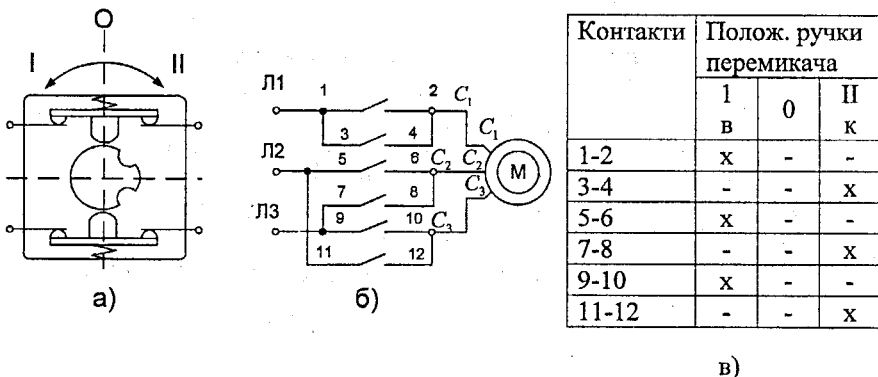 O
I II
а)
Л1 1 2 C₁
3 4 C₁
Л2 5 6 C₂ C₂ М
7 8 C₃
Л3 9 10 C₃
11 12
б)
Контакти Полож. ручки
перемикача
1 0 II
в к
1-2 x - -
3-4 - - x
5-6 x - -
7-8 - - x
9-10 x - -
11-12 - - x
в)